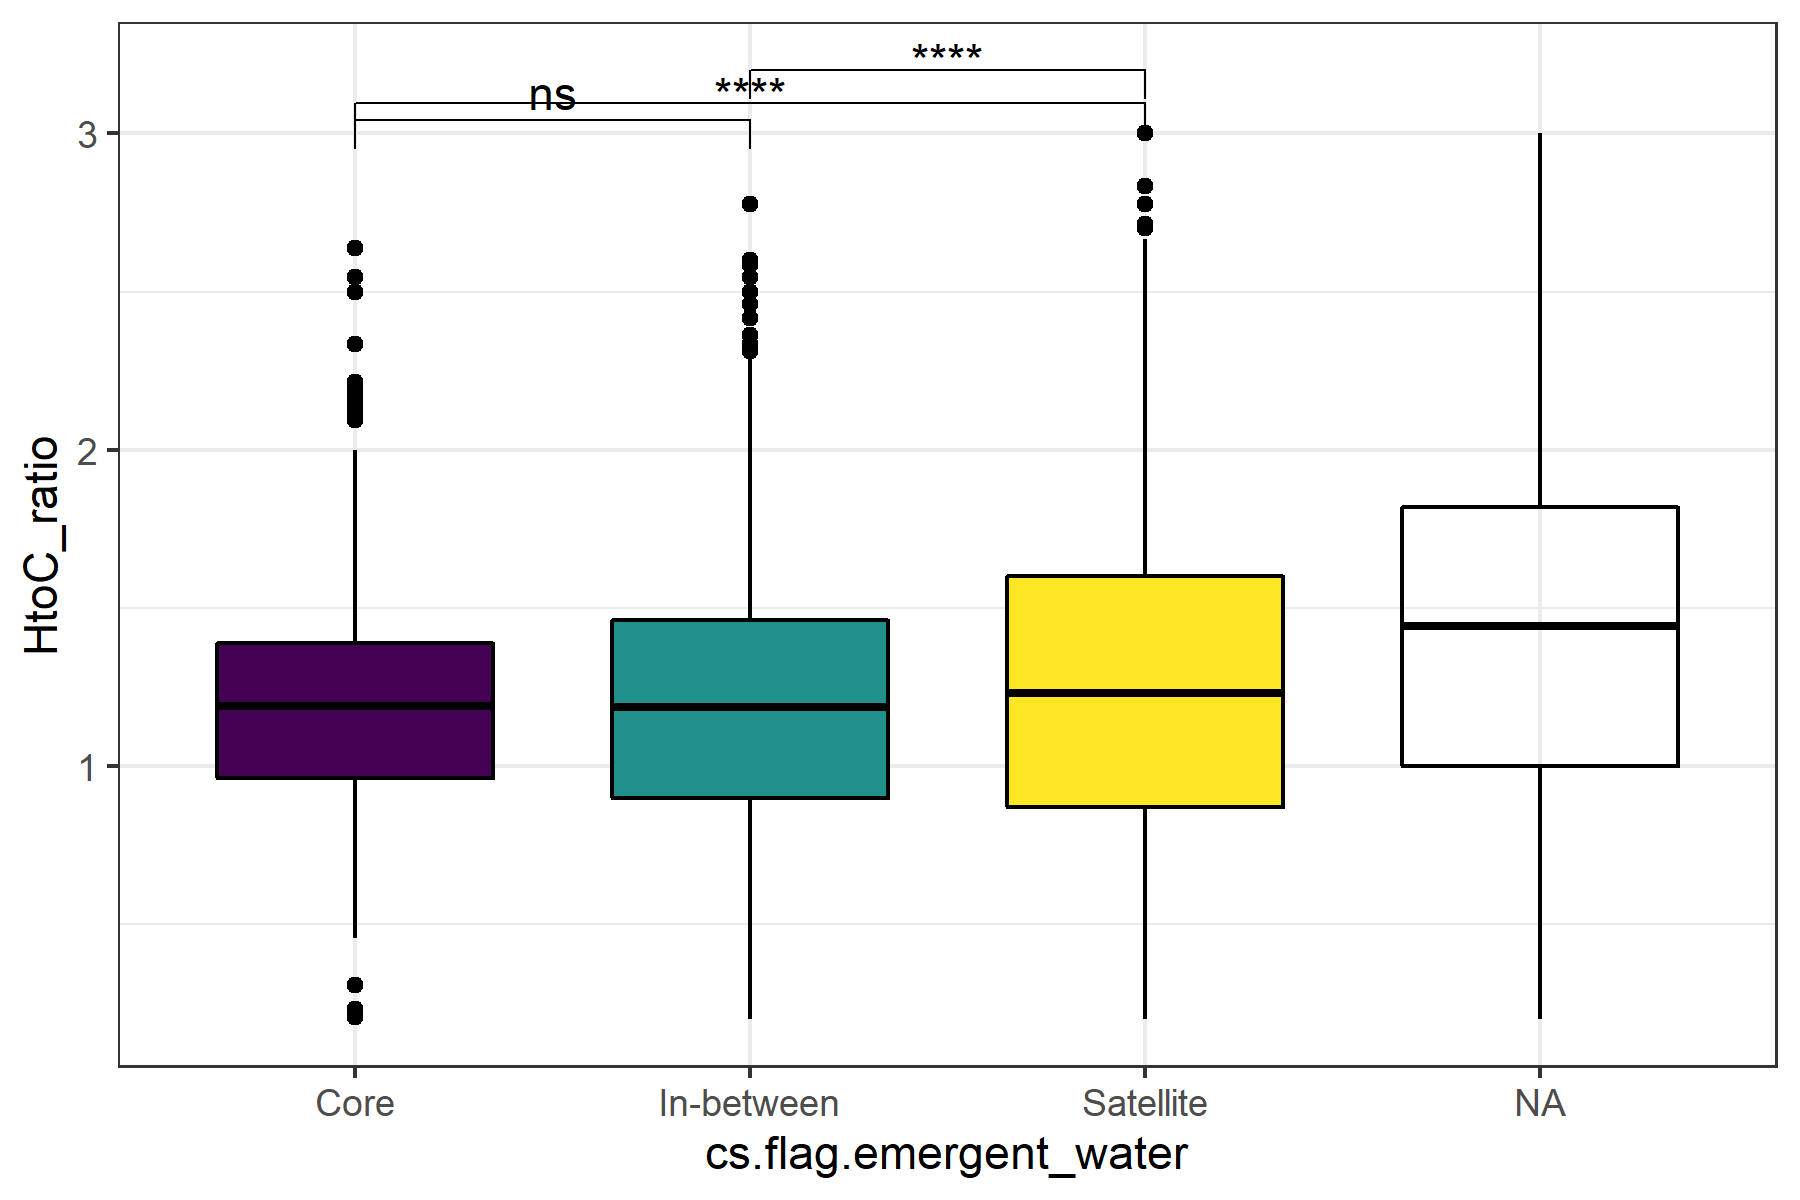 ****
****
ns
3
2
1
HtoC_ratio
Core In-between Satellite NA
cs.flag.emergent_water